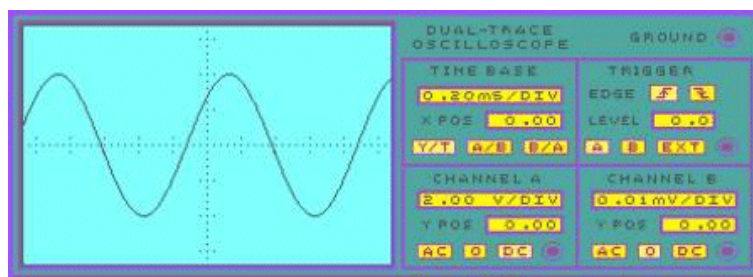 DUAL-TRACE
OSCILLOSCOPE
GROUND
TIME BASE
0.20mS/DIV
X POS 0.00
Y/T A/B B/A
TRIGGER
EDGE
LEVEL 0.0
A B EXT
CHANNEL A
2.00 V/DIV
Y POS 0.00
AC 0 DC
CHANNEL B
0.01mV/DIV
Y POS 0.00
AC 0 DC